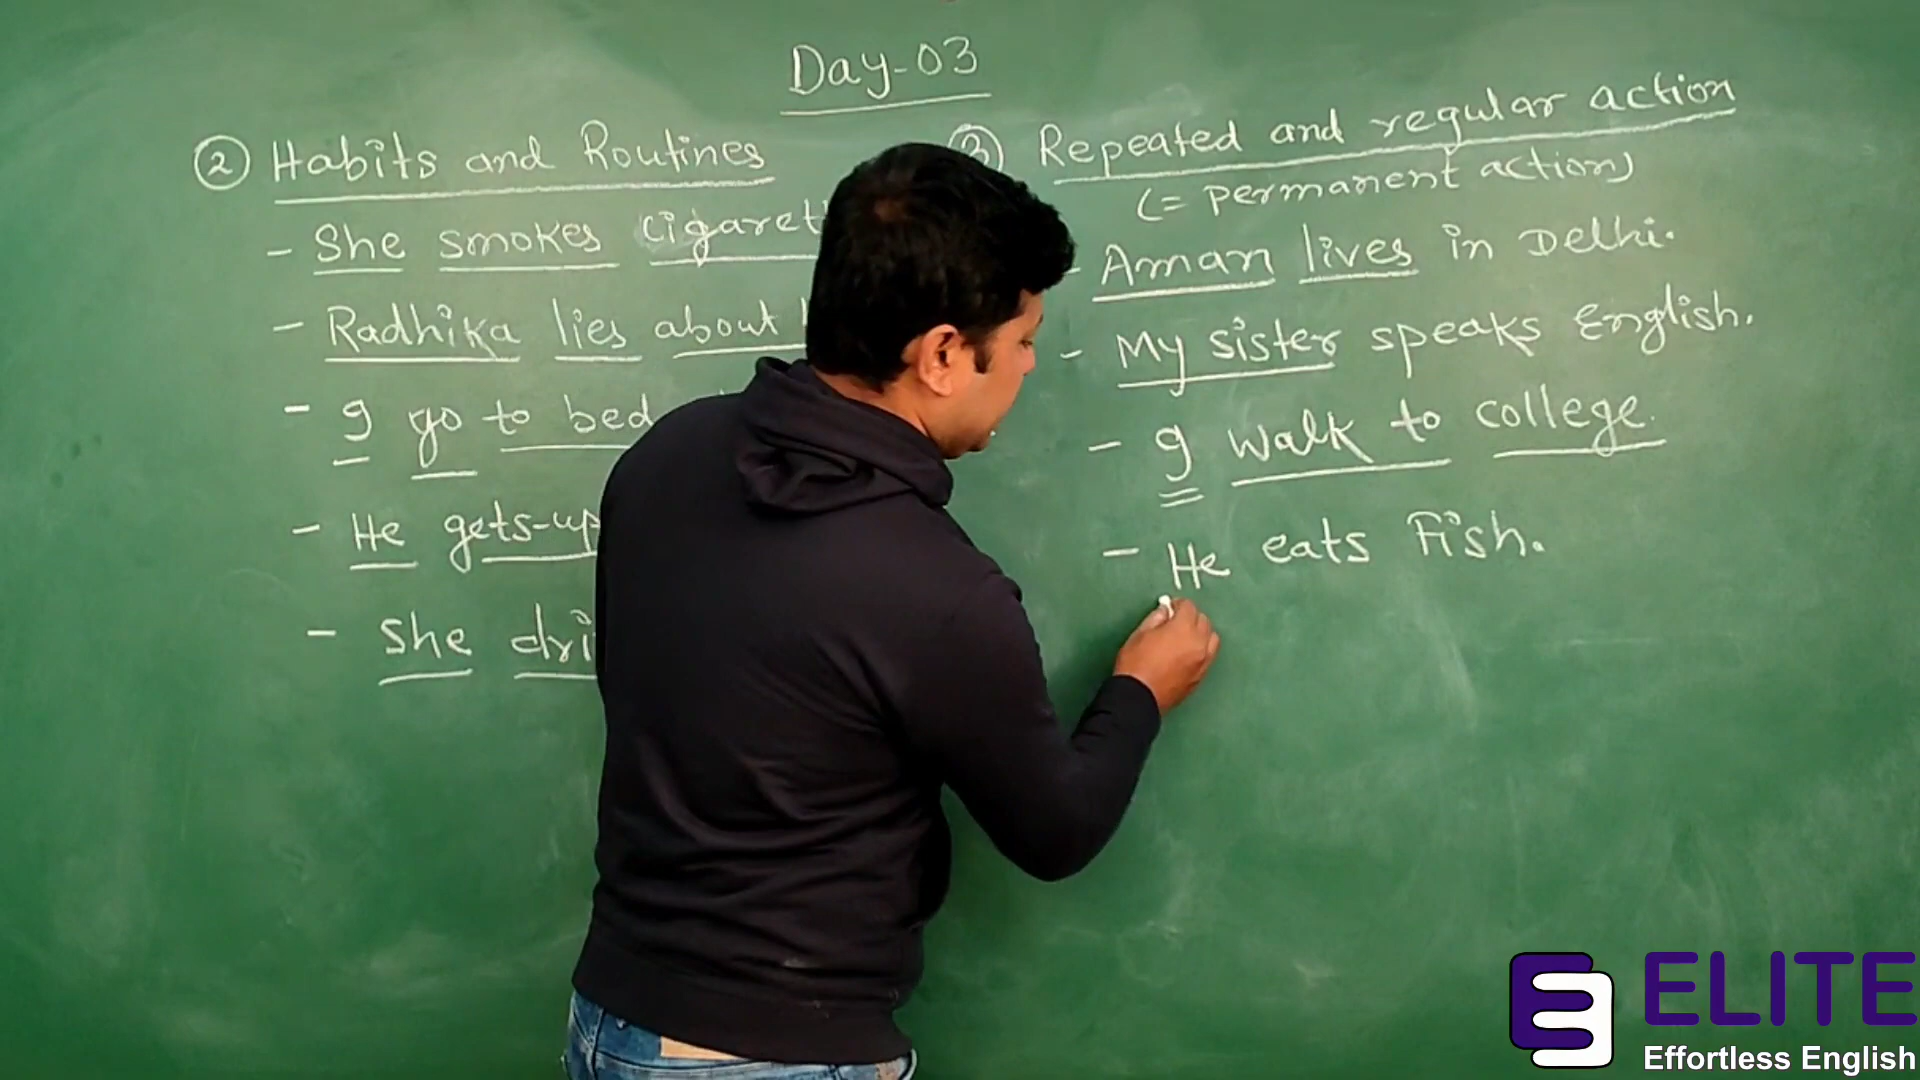 Day-03
② Habits and Routines
- She smokes
- Radhika lies about
- I go to bed
- He gets-up
- She
③ Repeated and regular action
(= permanent action)
- Aman lives in Delhi.
- My sister speaks English.
- I walk to college.
- He eats Fish.
ELITE
Effortless English